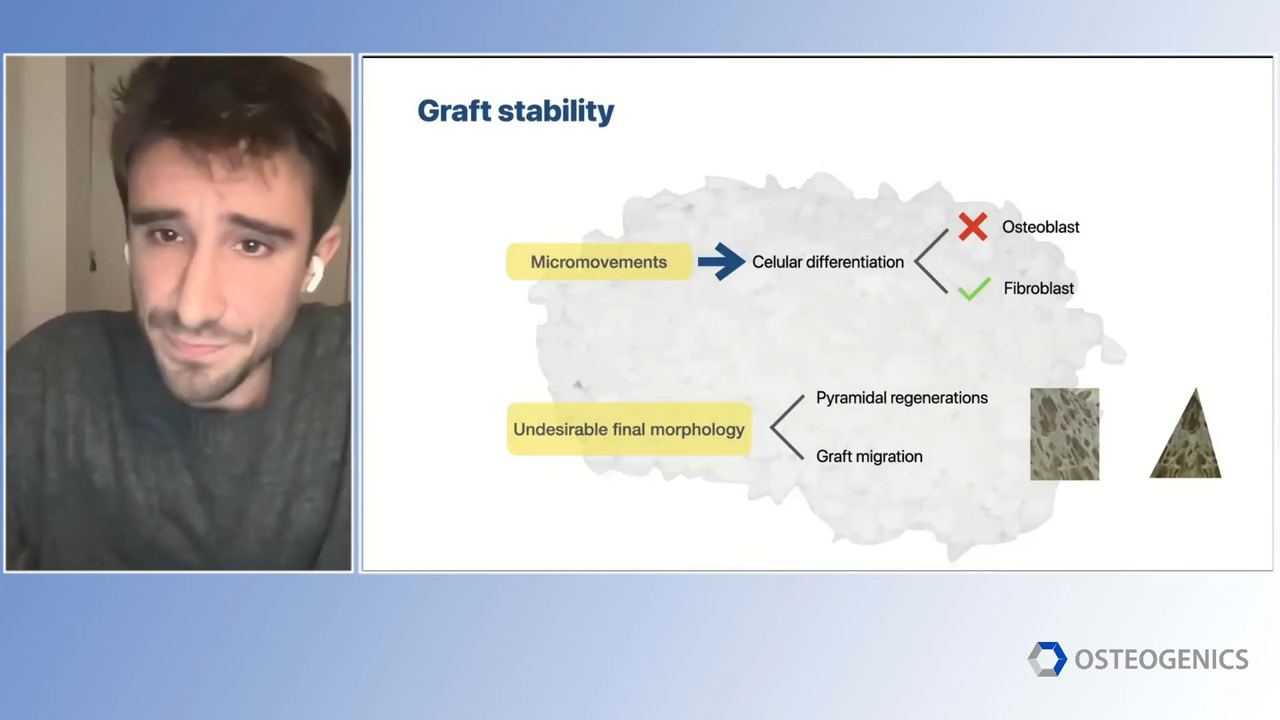 Graft stability
Micromovements
Celular differentiation
Osteoblast
Fibroblast
Undesirable final morphology
Pyramidal regenerations
Graft migration
OSTEOGENICS